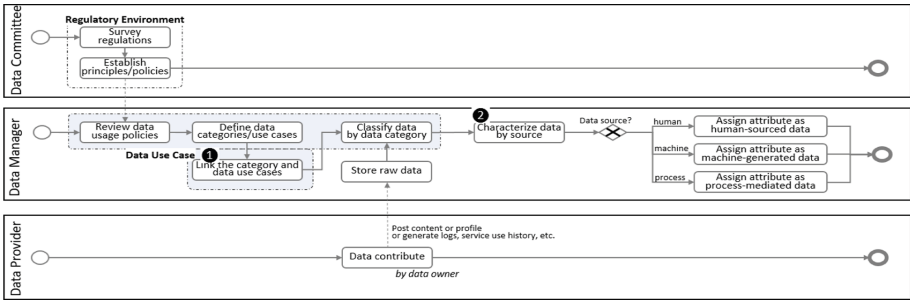 Data Committee
Regulatory Environment
Survey
regulations
Establish
principles/policies
Data Manager
Review data
usage policies
Define data
categories/use cases
Classify data
by data category
2
Characterize data
by source
Data source?
human
Assign attribute as
human-sourced data
machine
Assign attribute as
machine-generated data
process
Assign attribute as
process-mediated data
Data Use Case
1
Link the category and
data use cases
Store raw data
Data Provider
Post content or profile
or generate logs, service use history, etc.
Data contribute
by data owner